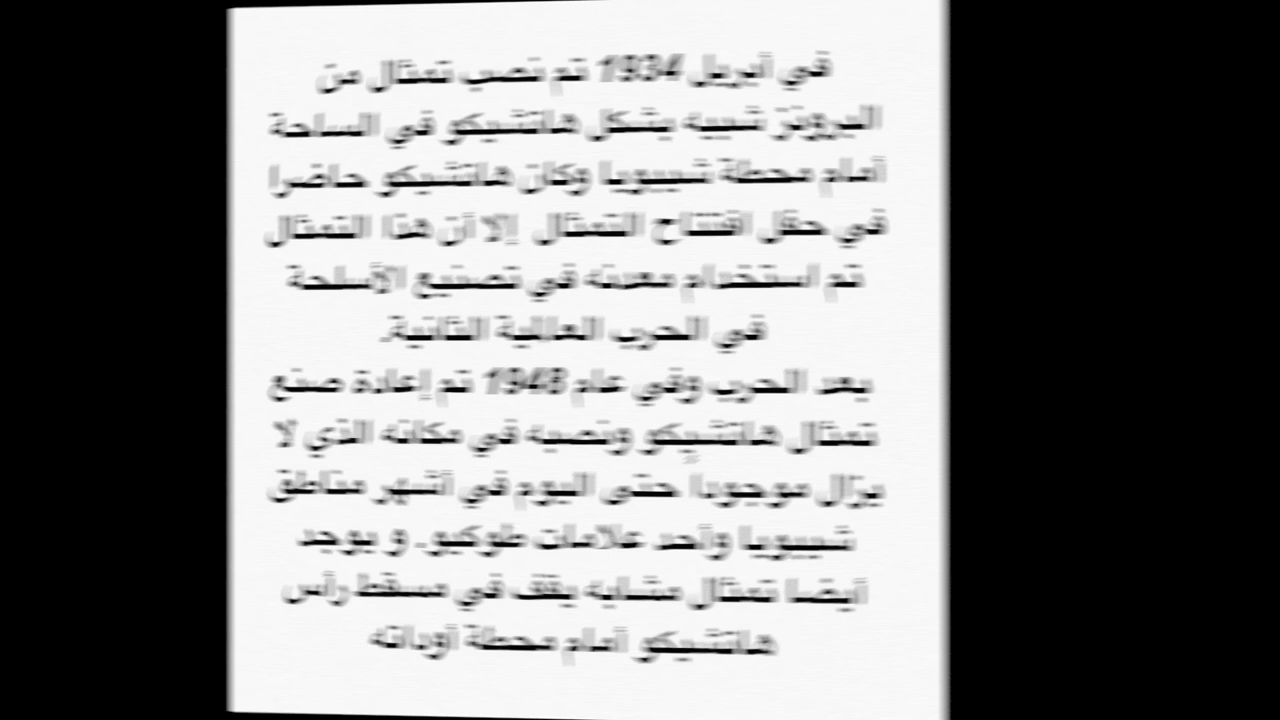 في أبريل 1934 تم نصب تمثال من
البرونز شبيه بشكل هاتشيكو في الساحة
أمام محطة شيبويا وكان هاتشيكو حاضرا
في حفل افتتاح التمثال إلا أن هذا التمثال
تم استخدام معدنه في تصنيع الأسلحة
في الحرب العالمية الثانية.
بعد الحرب وفي عام 1948 تم إعادة صنع
تمثال هاتشيكو ونصبه في مكانه الذي لا
يزال موجودا حتى اليوم في أشهر مناطق
شيبويا وأحد علامات طوكيو. و يوجد
أيضا تمثال مشابه يقف في مسقط رأس
هاتشيكو أمام محطة أوداته